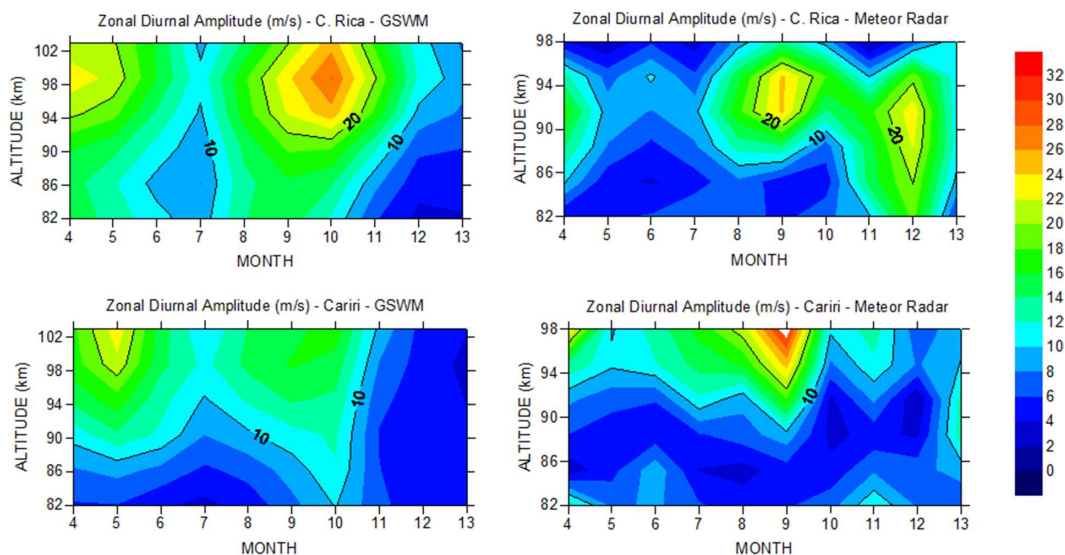 Zonal Diurnal Amplitude (m/s) - C. Rica - GSWM
102
98
94
90
86
82
ALTITUDE (km)
10
20
10
4 5 6 7 8 9 10 11 12 13
MONTH
Zonal Diurnal Amplitude (m/s) - C. Rica - Meteor Radar
98
94
90
86
82
ALTITUDE (km)
20
10
20
4 5 6 7 8 9 10 11 12 13
MONTH
Zonal Diurnal Amplitude (m/s) - Cariri - GSWM
102
98
94
90
86
82
ALTITUDE (km)
10
4 5 6 7 8 9 10 11 12 13
MONTH
Zonal Diurnal Amplitude (m/s) - Cariri - Meteor Radar
98
94
90
86
82
ALTITUDE (km)
10
4 5 6 7 8 9 10 11 12 13
MONTH
32
30
28
26
24
22
20
18
16
14
12
10
8
6
4
2
0